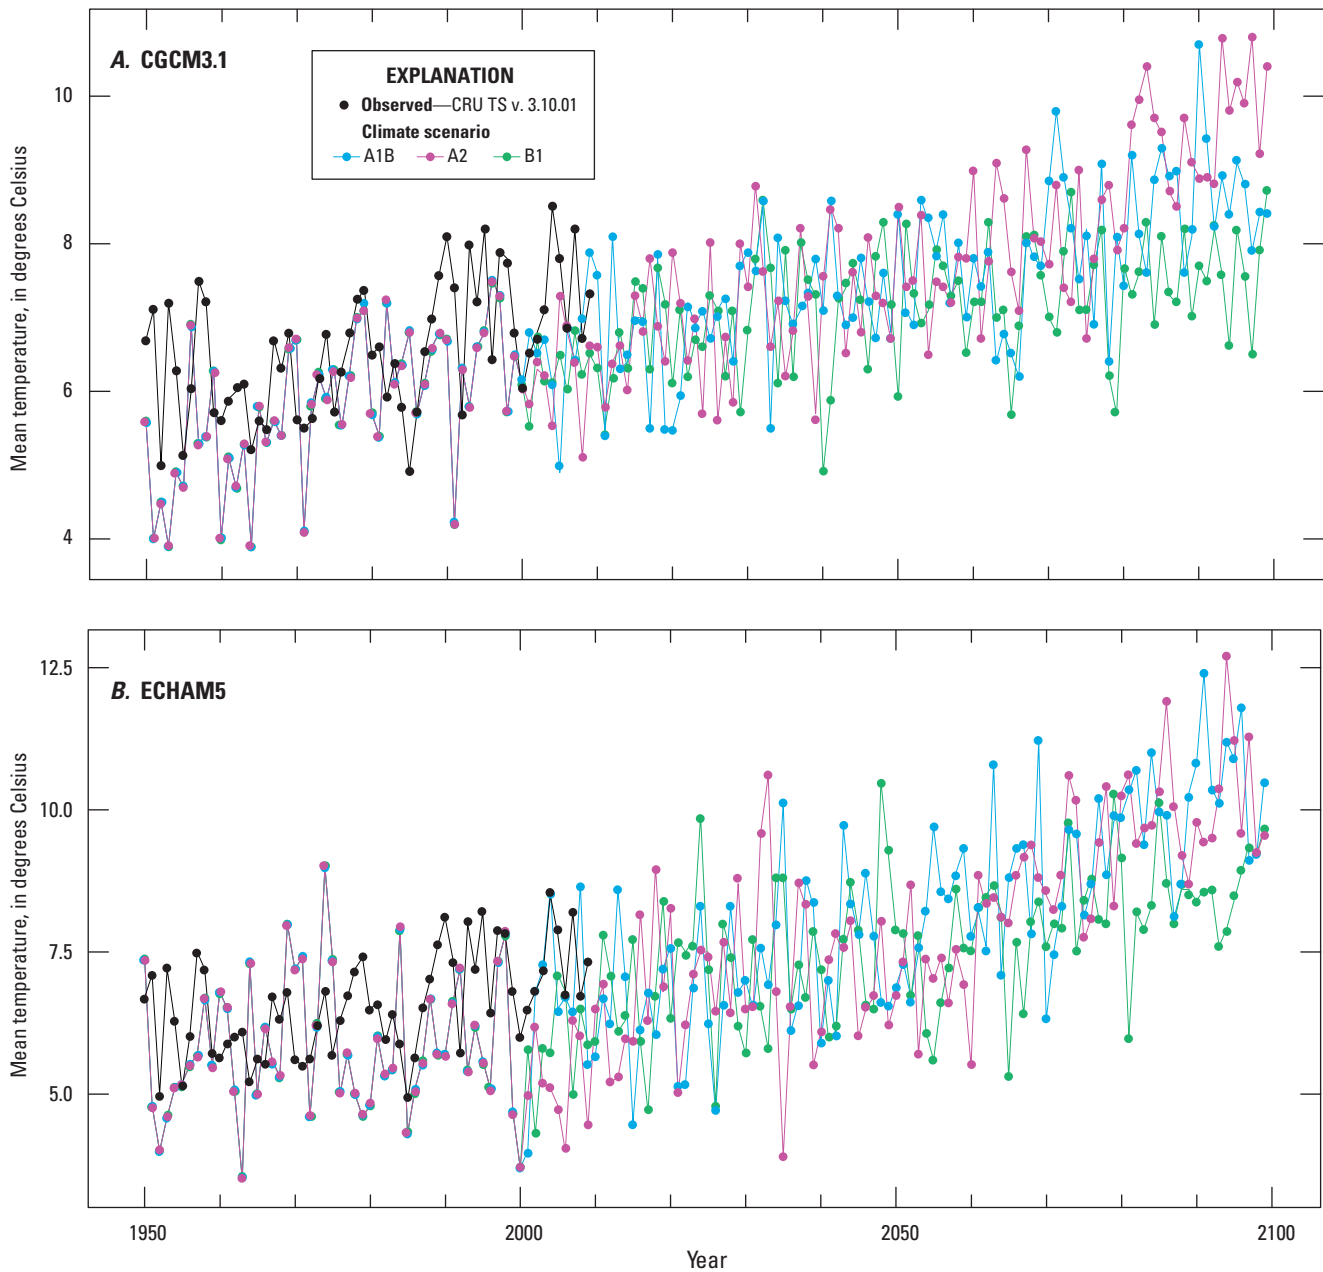 A. CGCM3.1
EXPLANATION
Observed—CRU TS v. 3.10.01
Climate scenario
A1B A2 B1
Mean temperature, in degrees Celsius
10
8
6
4
B. ECHAM5
Mean temperature, in degrees Celsius
12.5
10.0
7.5
5.0
1950 2000 2050 2100
Year